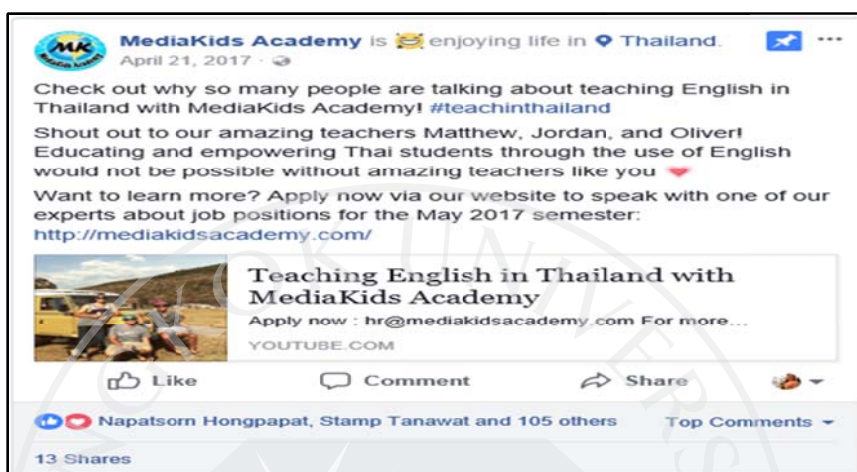 MK
MediaKids Academy
MediaKids Academy is enjoying life in Thailand.
April 21, 2017
Check out why so many people are talking about teaching English in
Thailand with MediaKids Academy! #teachinthailand
Shout out to our amazing teachers Matthew, Jordan, and Oliver!
Educating and empowering Thai students through the use of English
would not be possible without amazing teachers like you
Want to learn more? Apply now via our website to speak with one of our
experts about job positions for the May 2017 semester:
http://mediakidsacademy.com/
Teaching English in Thailand with
MediaKids Academy
Apply now : hr@mediakidsacademy.com For more...
YOUTUBE.COM
Like Comment Share
Napatsorn Hongpapat, Stamp Tanawat and 105 others Top Comments
13 Shares
NGKOK UNIVERS